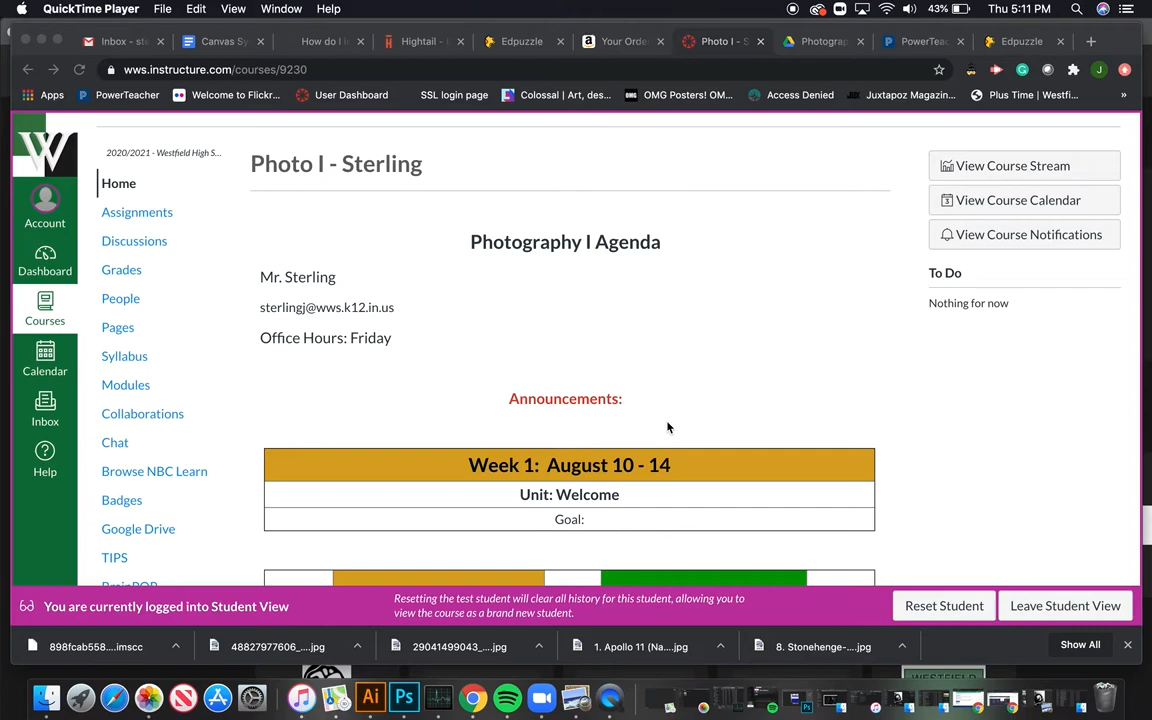 QuickTime Player File Edit View Window Help 43% Thu 5:11 PM
Inbox - ste Canvas Sy How do I i Hightail - L Edpuzzle Your Orde Photo I - S Photograp PowerTeac Edpuzzle
wws.instructure.com/courses/9230
Apps PowerTeacher Welcome to Flickr... User Dashboard SSL login page Colossal | Art, des... OMG Posters! OM... Access Denied Juxtapoz Magazin... Plus Time | Westfi... »
W
2020/2021 - Westfield High S...
Account
Dashboard
Courses
Calendar
Inbox
Help
Home
Assignments
Discussions
Grades
People
Pages
Syllabus
Modules
Collaborations
Chat
Browse NBC Learn
Badges
Google Drive
TIPS
BrainPOP
Photo I - Sterling
Photography I Agenda
Mr. Sterling
sterlingj@wws.k12.in.us
Office Hours: Friday
Announcements:
Week 1: August 10 - 14
Unit: Welcome
Goal:
View Course Stream
View Course Calendar
View Course Notifications
To Do
Nothing for now
You are currently logged into Student View
Resetting the test student will clear all history for this student, allowing you to
view the course as a brand new student.
Reset Student
Leave Student View
898fcab558....imscc 48827977606_....jpg 29041499043_....jpg 1. Apollo 11 (Na....jpg 8. Stonehenge-....jpg Show All
Ai Ps
WESTFIELD